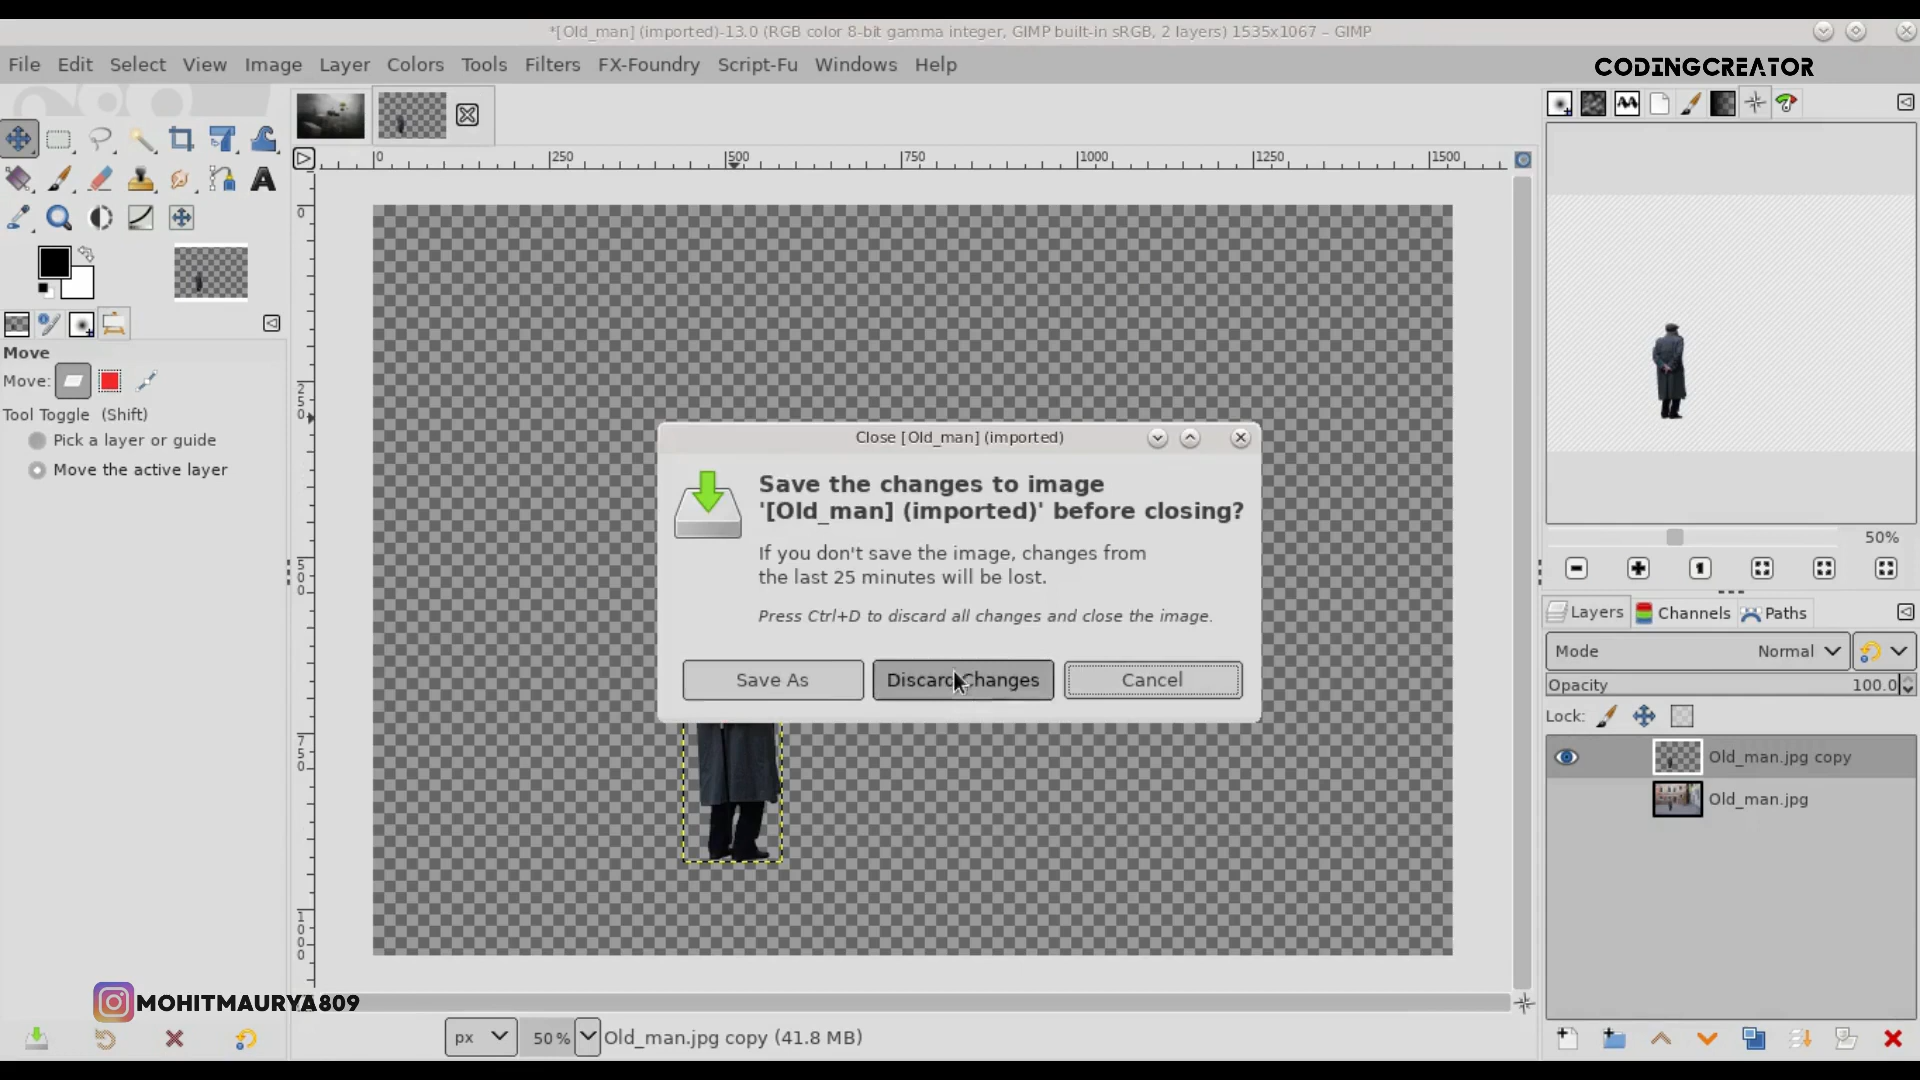 *[Old_man] (imported)-13.0 (RGB color 8-bit gamma integer, GIMP built-in sRGB, 2 layers) 1535x1067 – GIMP
File Edit Select View Image Layer Colors Tools Filters FX-Foundry Script-Fu Windows Help
CODINGCREATOR
0 250 500 750 1000 1250 1500
0
250
500
750
1000
Move
Move:
Tool Toggle (Shift)
Pick a layer or guide
Move the active layer
Close [Old_man] (imported)
Save the changes to image
'[Old_man] (imported)' before closing?
If you don't save the image, changes from
the last 25 minutes will be lost.
Press Ctrl+D to discard all changes and close the image.
Save As Discard Changes Cancel
50%
Layers Channels Paths
Mode Normal
Opacity 100.0
Lock:
Old_man.jpg copy
Old_man.jpg
MOHITMAURYA809
px 50 % Old_man.jpg copy (41.8 MB)